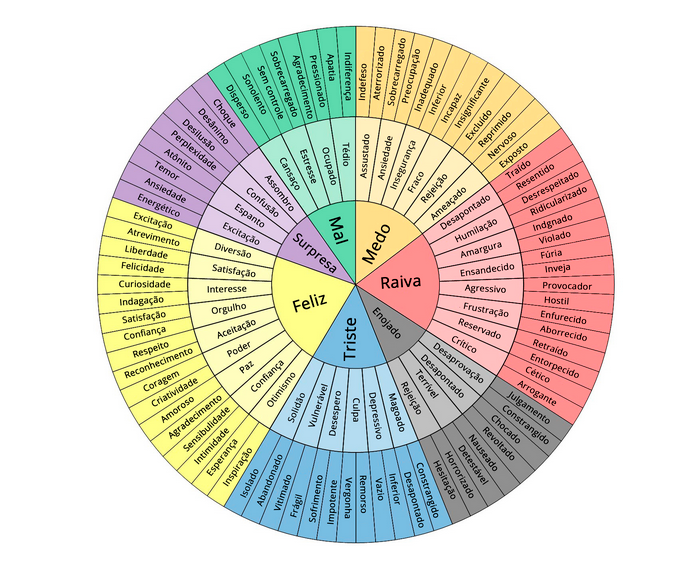 Medo
Raiva
Enojado
Triste
Feliz
Surpresa
Mal
Assustado
Ansiedade
Insegurança
Fraco
Rejeição
Ameaçado
Desapontado
Humilação
Amargura
Ensandecido
Agressivo
Frustração
Reservado
Crítico
Desaprovação
Desapontado
Terrível
Rejeição
Magoado
Depressivo
Culpa
Desespero
Vulnerável
Solidão
Otimismo
Confiança
Paz
Poder
Aceitação
Orgulho
Interesse
Satisfação
Diversão
Excitação
Espanto
Confusão
Assombro
Cansaço
Estresse
Ocupado
Tédio
Indefeso
Aterrorizado
Sobrecarregado
Preocupação
Inadequado
Inferior
Incapaz
Insignificante
Excluído
Reprimido
Nervoso
Exposto
Traído
Resentido
Desrespeitado
Ridicularizado
Indgnado
Violado
Fúria
Inveja
Provocador
Hostil
Enfurecido
Aborrecido
Retraído
Entorpecido
Cético
Arrogante
Julgamento
Constrangido
Chocado
Revoltado
Nauseado
Detestável
Horrorizado
Hesitação
Constrangido
Desapontado
Inferior
Vazio
Remorso
Vergonha
Impotente
Sofrimento
Frágil
Vitimado
Abandonado
Isolado
Inspiração
Esperança
Intimidade
Sensibulidade
Agradecimento
Amoroso
Criatividade
Coragem
Reconhecimento
Respeito
Confiança
Satisfação
Indagação
Curiosidade
Felicidade
Liberdade
Atrevimento
Excitação
Energético
Ansiedade
Temor
Atônito
Perplexidade
Desilusão
Desânimo
Choque
Disperso
Sonolento
Sem controle
Sobrecarregado
Agradecimento
Pressionado
Apatia
Indiferença